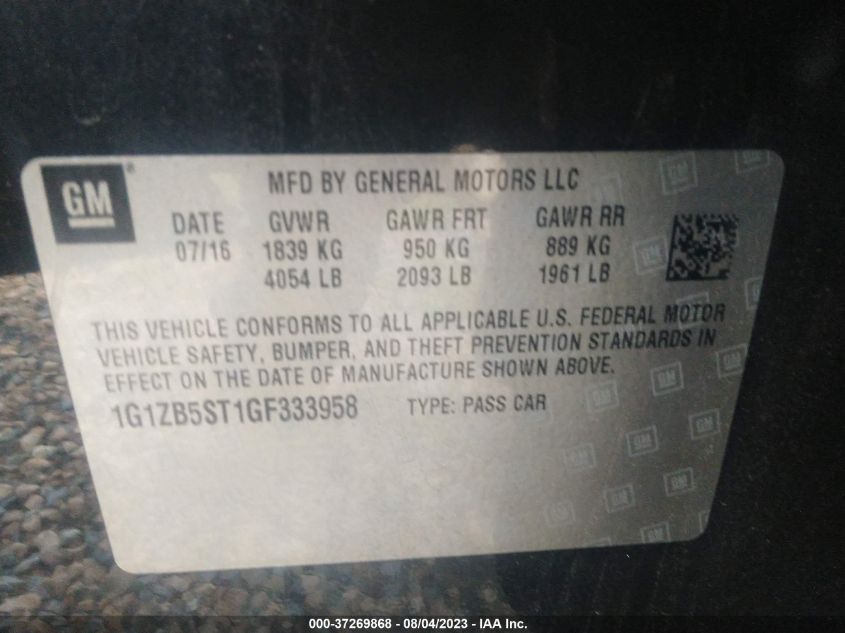 GM®
MFD BY GENERAL MOTORS LLC
DATE GVWR GAWR FRT GAWR RR
07/16 1839 KG 950 KG 889 KG
4054 LB 2093 LB 1961 LB
THIS VEHICLE CONFORMS TO ALL APPLICABLE U.S. FEDERAL MOTOR
VEHICLE SAFETY, BUMPER, AND THEFT PREVENTION STANDARDS IN
EFFECT ON THE DATE OF MANUFACTURE SHOWN ABOVE.
1G1ZB5ST1GF333958 TYPE: PASS CAR
000-37269868 - 08/04/2023 - IAA Inc.